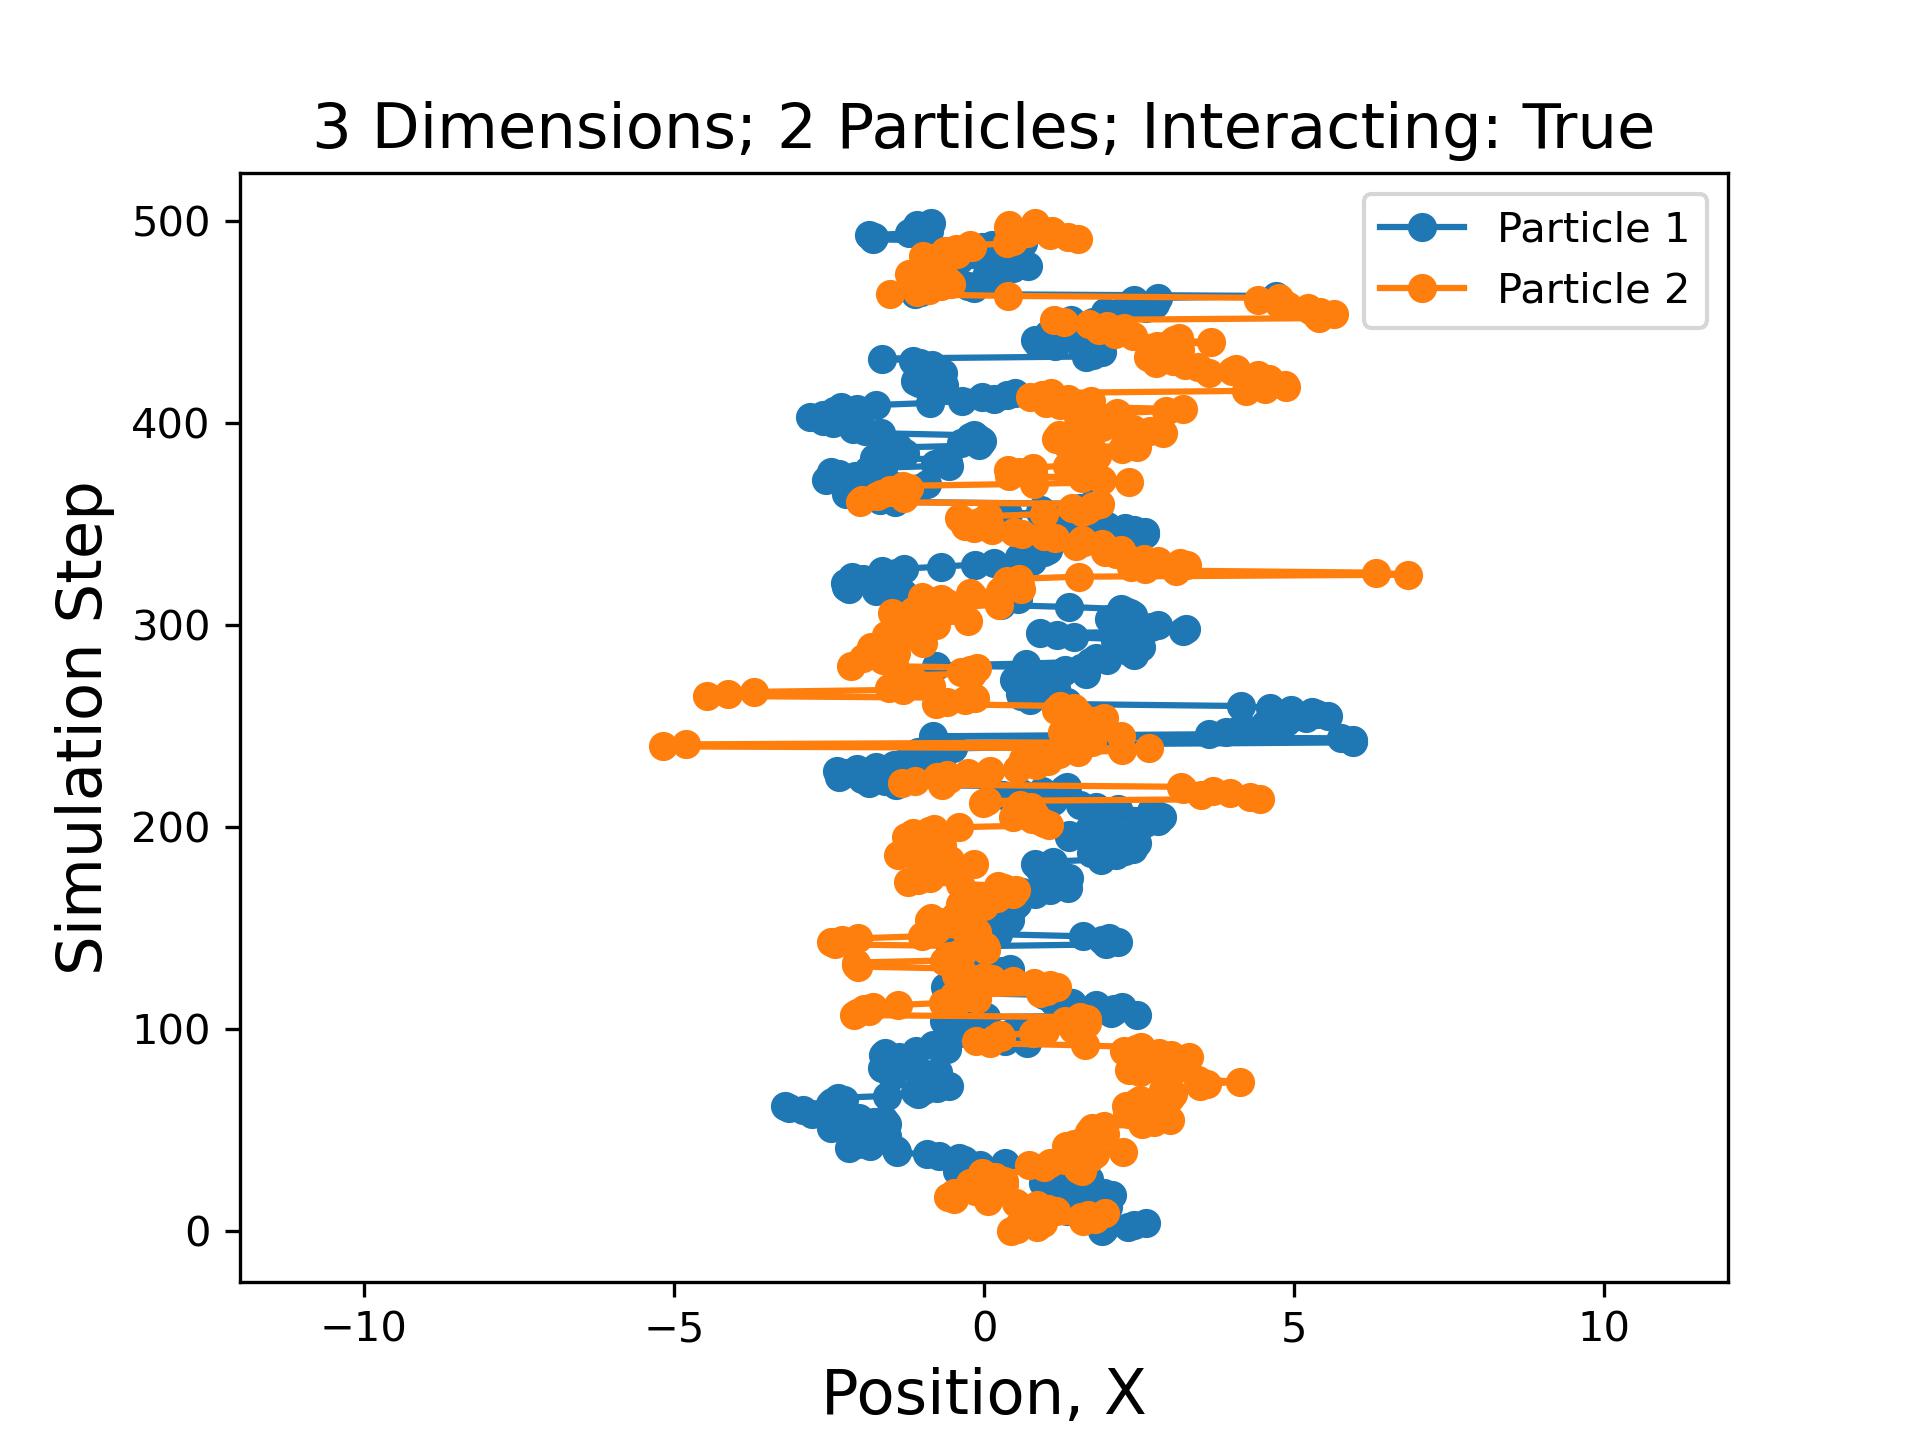 3 Dimensions; 2 Particles; Interacting: True
Particle 1
Particle 2
Simulation Step
500
400
300
200
100
0
−10
−5
0
5
10
Position, X